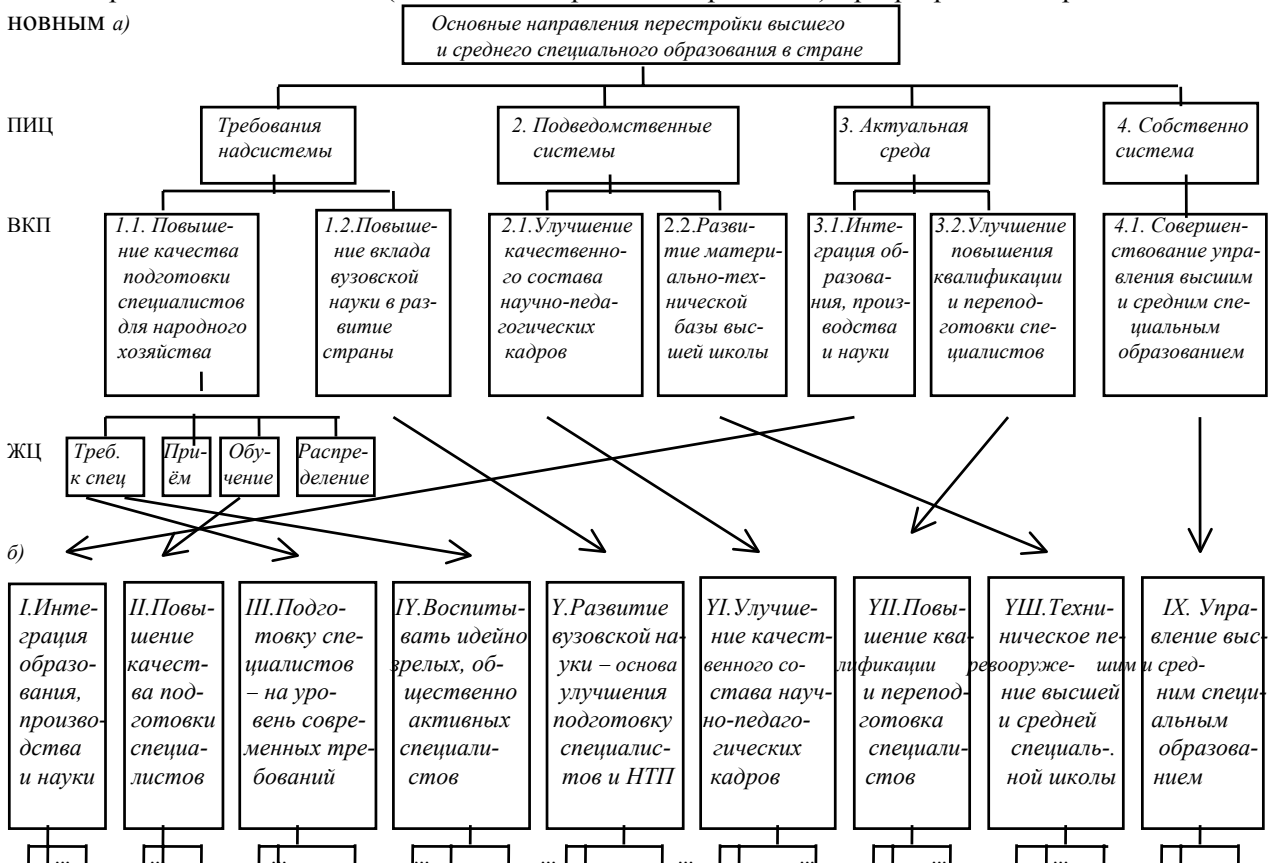 новным а)
Основные направления перестройки высшего
и среднего специального образования в стране
ПИЦ
Требования
надсистемы
2. Подведомственные
системы
3. Актуальная
среда
4. Собственно
система
ВКП
1.1. Повыше-
ние качества
подготовки
специалистов
для народного
хозяйства
1.2.Повыше-
ние вклада
вузовской
науки в раз-
витие
страны
2.1.Улучшение
качественно-
го состава
научно-педа-
гогических
кадров
2.2.Разви-
тие матери-
ально-тех-
нической
базы выс-
шей школы
3.1.Инте-
грация об-
разова-
ния, произ-
водства
и науки
3.2.Улучшение
повышения
квалификации
и перепод-
готовки спе-
циалистов
4.1. Совершен-
ствование упра-
вления высшим
и средним спе-
циальным
образованием
ЖЦ
Треб.
к спец
При-
ём
Обу-
чение
Распре-
деление
б)
I.Инте-
грация
образо-
вания,
произво-
дства
и науки
II.Повы-
шение
качест-
ва под-
готовки
специа-
листов
III.Подго-
товку спе-
циалистов
– на уро-
вень совре-
менных тре-
бований
IY.Воспиты-
вать идейно
зрелых, об-
щественно
активных
специали-
стов
Y.Развитие
вузовской на-
уки – основа
улучшения
подготовку
специалис-
тов и НТП
YI.Улучше-
ние качест-
венного со-
става науч-
но-педаго-
гических
кадров
YII.Повы-
шение ква-
лификации
и перепод-
готовка
специали-
стов
YШ.Техни-
ническое пе-
ревооруже-
ние высшей
и средней
специаль-.
ной школы
IX. Упра-
вление выс-
шим и сред-
ним специ-
альным
образова-
нием
... ... ... ... ... ... ... ... ...